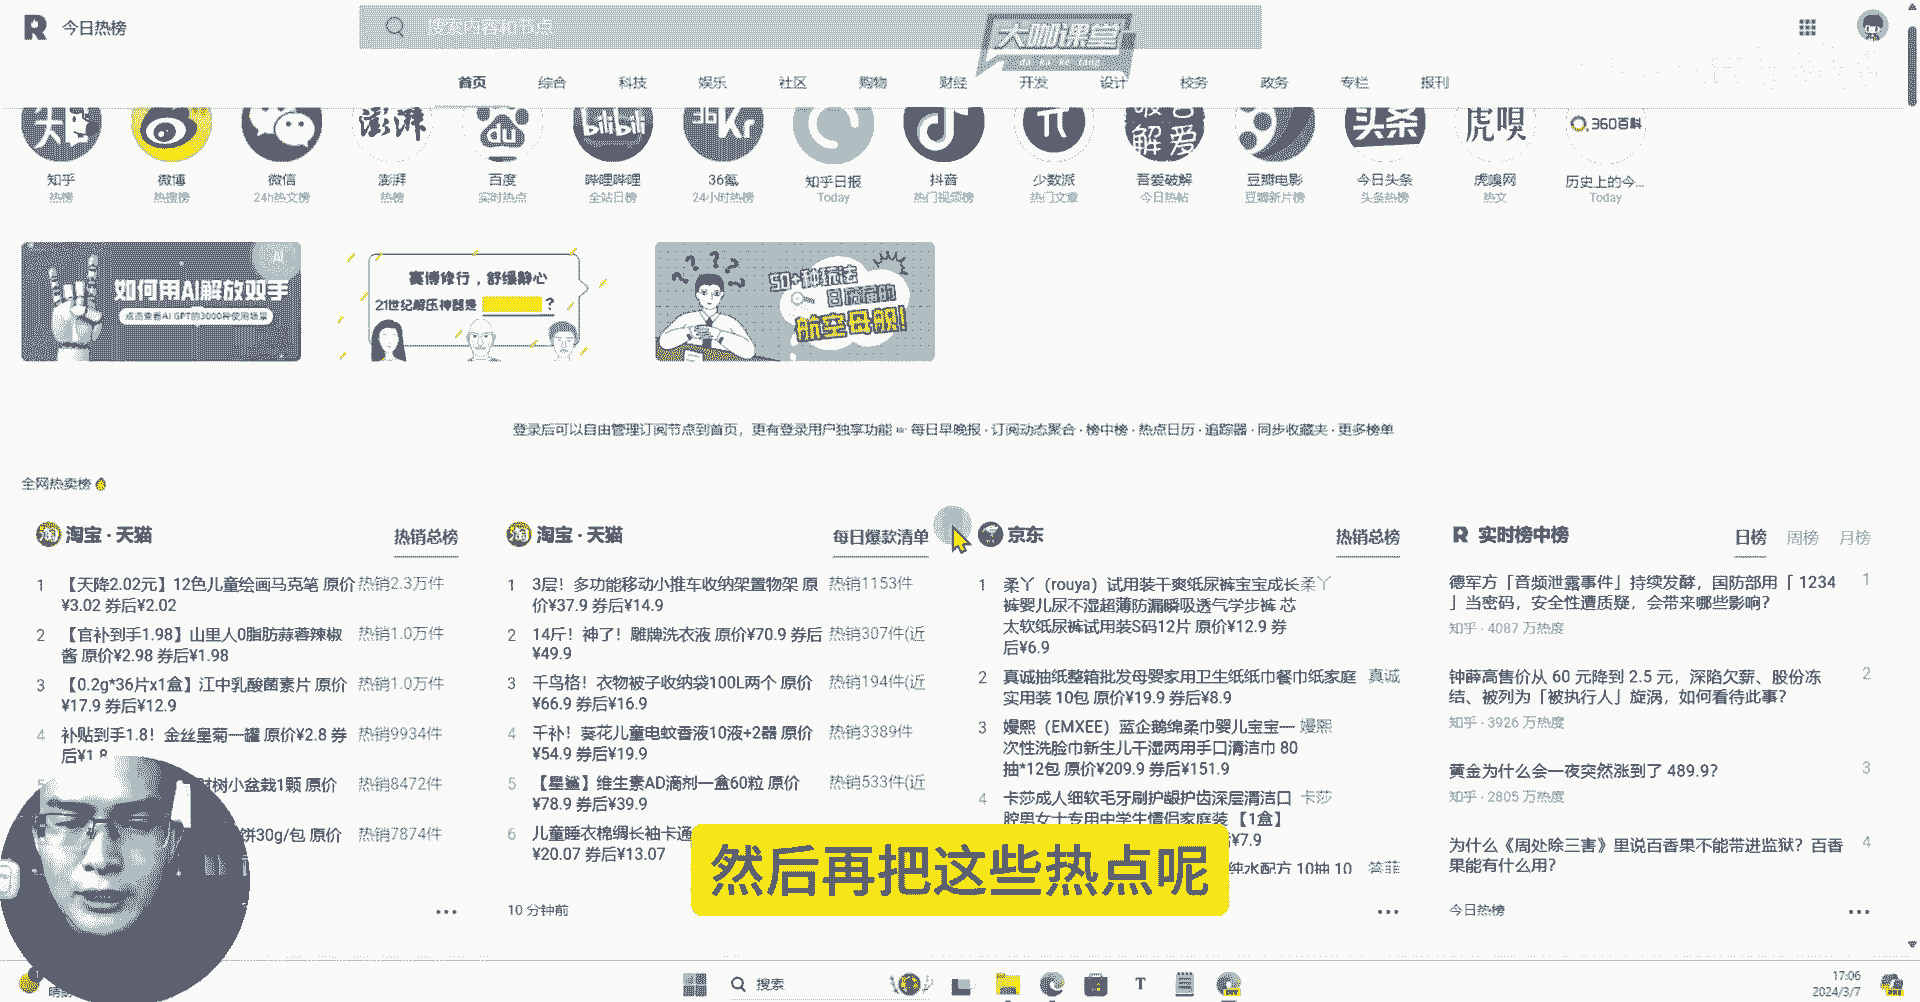 今日热榜
搜索内容和节点
大咖课堂
da ka ke tang
首页 综合 科技 娱乐 社区 购物 财经 开发 设计 校务 政务 专栏 报刊
知乎 微博 微信 澎湃 百度 哔哩哔哩 36氪 知乎日报 抖音 少数派 吾爱破解 豆瓣电影 今日头条 虎嗅网 历史上的今...
热榜 热搜榜 24h热文榜 热榜 实时热点 全站日榜 24小时热榜 Today 热门视频榜 热门文章 今日热帖 豆瓣新片榜 头条热榜 热文 Today
如何用AI解放双手
点击查看AI GPT的3000种使用场景
赛博修行，舒缓静心
21世纪解压神器是 ？
50+种玩法
航空母舰!
登录后可以自由管理订阅节点到首页，更有登录用户独享功能 每日早晚报 · 订阅动态聚合 · 榜中榜 · 热点日历 · 追踪器 · 同步收藏夹 · 更多榜单
全网热卖榜
淘宝 · 天猫 热销总榜
1 【天降2.02元】12色儿童绘画马克笔 原价 热销2.3万件
¥3.02 券后¥2.02
2 【官补到手1.98】山里人0脂肪蒜蓉辣椒 热销1.0万件
酱 原价¥2.98 券后¥1.98
3 【0.2g*36片x1盒】江中乳酸菌素片 原价 热销1.0万件
¥17.9 券后¥12.9
4 补贴到手1.8！金丝皇菊一罐 原价¥2.8 券 热销9934件
后¥1.8
树小盆栽1颗 原价 热销8472件
饼30g/包 原价 热销7874件
淘宝 · 天猫 每日爆款清单
1 3层！多功能移动小推车收纳架置物架 原 热销1153件
价¥37.9 券后¥14.9
2 14斤！神了！雕牌洗衣液 原价¥70.9 券后 热销307件(近
¥49.9
3 千鸟格！衣物被子收纳袋100L两个 原价 热销194件(近
¥66.9 券后¥16.9
4 千补！葵花儿童电蚊香液10液+2器 原价 热销3389件
¥54.9 券后¥19.9
5 【星鲨】维生素AD滴剂一盒60粒 原价 热销533件(近
¥78.9 券后¥39.9
6 儿童睡衣棉绸长袖卡通
¥20.07 券后¥13.07
10 分钟前
京东 热销总榜
1 柔丫（rouya）试用装干爽纸尿裤宝宝成长 柔丫
裤婴儿尿不湿超薄防漏瞬吸透气学步裤 芯
太软纸尿裤试用装S码12片 原价¥12.9 券
后¥6.9
2 真诚抽纸整箱批发母婴家用卫生纸纸巾餐巾纸家庭 真诚
实用装 10包 原价¥19.9 券后¥8.9
3 嫚熙（EMXEE）蓝企鹅绵柔巾婴儿宝宝一 嫚熙
次性洗脸巾新生儿干湿两用手口清洁巾 80
抽*12包 原价¥209.9 券后¥151.9
4 卡莎成人细软毛牙刷护龈护齿深层清洁口 卡莎
腔男女士专用中学生情侣家庭装 【1盒】
¥7.9
纯水配方 10抽 10 答菲
实时榜中榜 日榜 周榜 月榜
德军方「音频泄露事件」持续发酵，国防部用「 1234 1
」当密码，安全性遭质疑，会带来哪些影响？
知乎 · 4087 万热度
钟薛高售价从 60 元降到 2.5 元，深陷欠薪、股份冻 2
结、被列为「被执行人」旋涡，如何看待此事？
知乎 · 3926 万热度
黄金为什么会一夜突然涨到了 489.9？ 3
知乎 · 2805 万热度
为什么《周处除三害》里说百香果不能带进监狱？百香 4
果能有什么用？
今日热榜
然后再把这些热点呢
搜索
17:06
2024/3/7